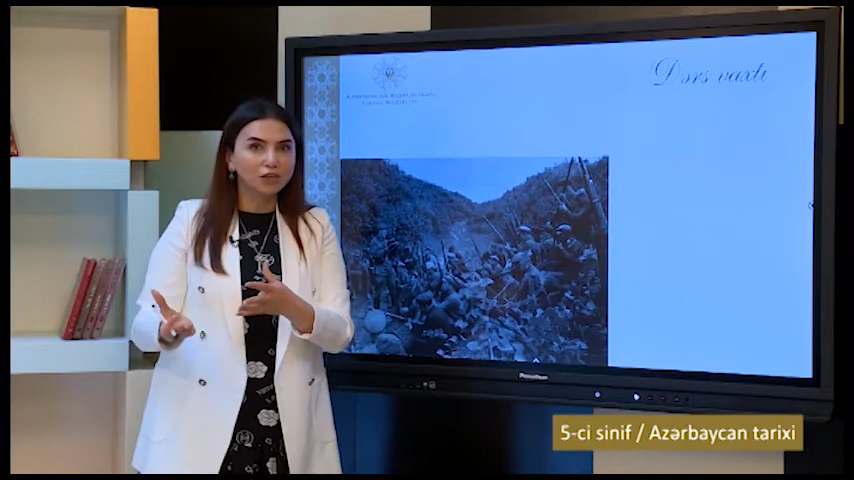 Dərs vaxtı
5-ci sinif / Azərbaycan tarixi